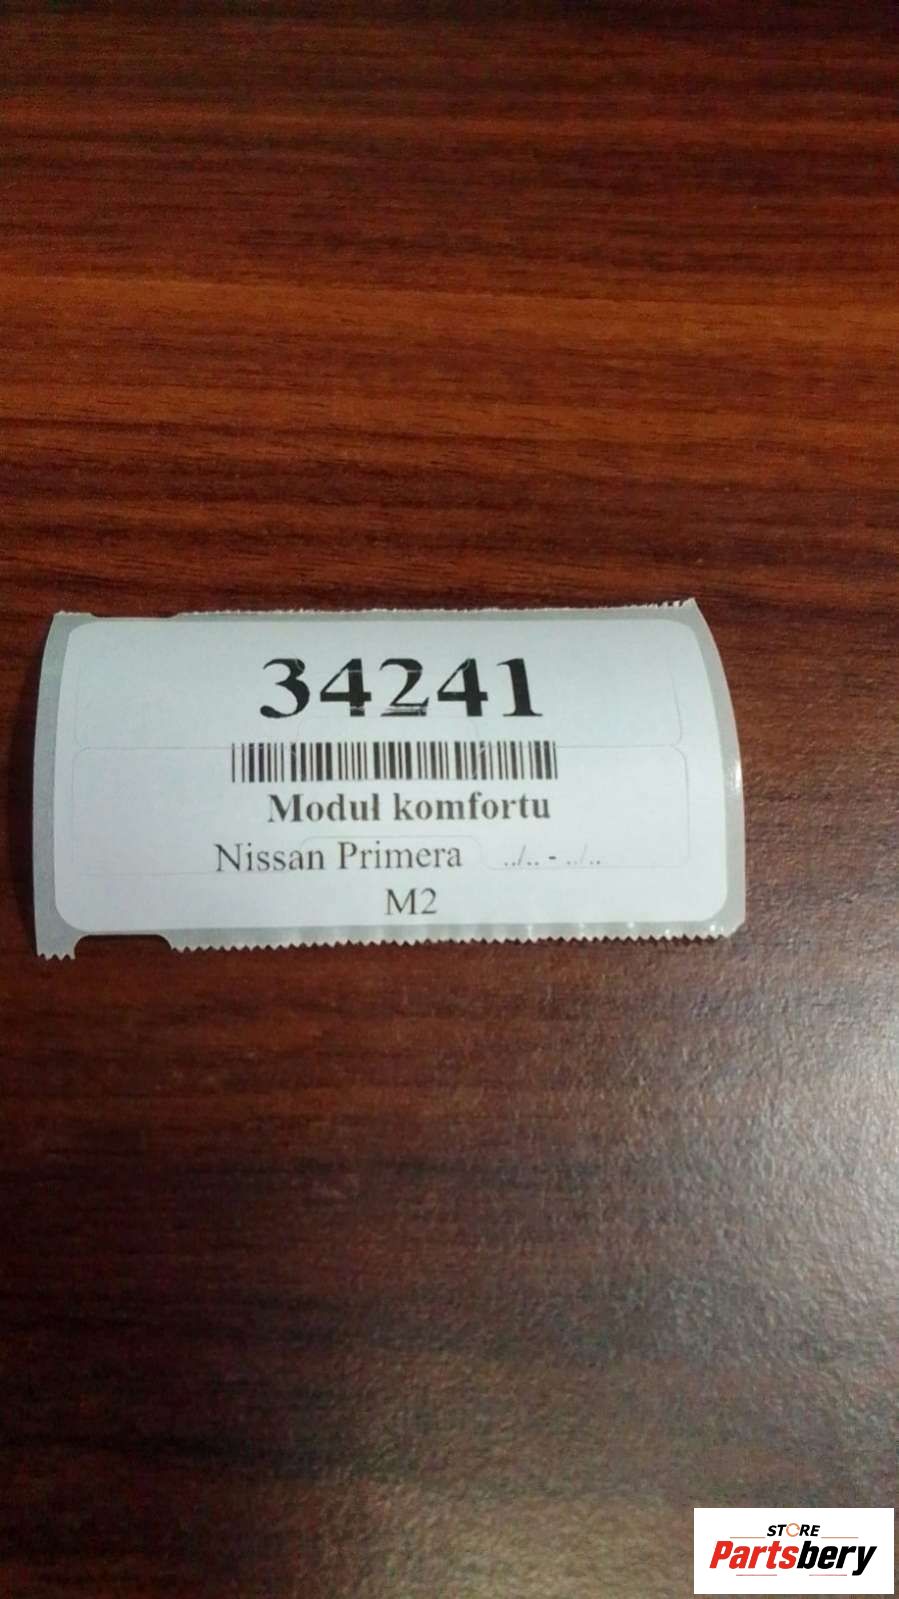 34241
Moduł komfortu
Nissan Primera ../.. - ../..
M2
STORE
Partsbery